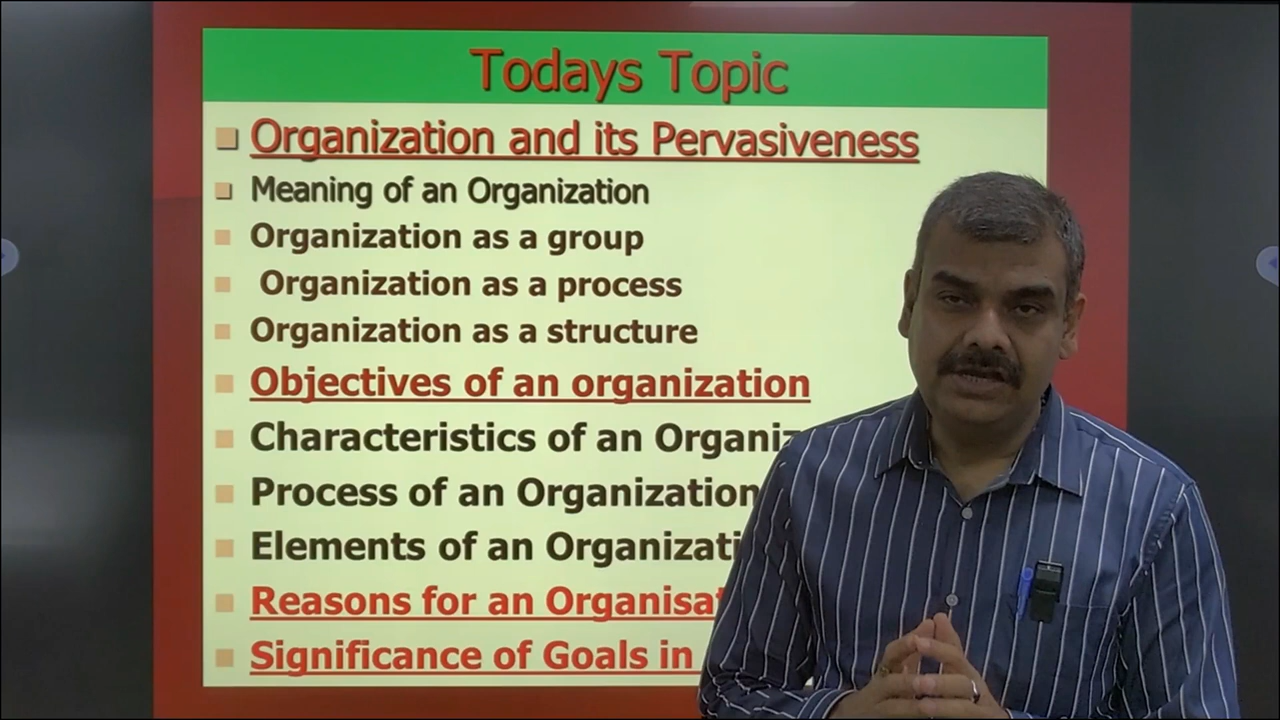 Todays Topic
Organization and its Pervasiveness
Meaning of an Organization
Organization as a group
Organization as a process
Organization as a structure
Objectives of an organization
Characteristics of an
Process of an Organization
Elements of an
Reasons for an
Significance of Goals in